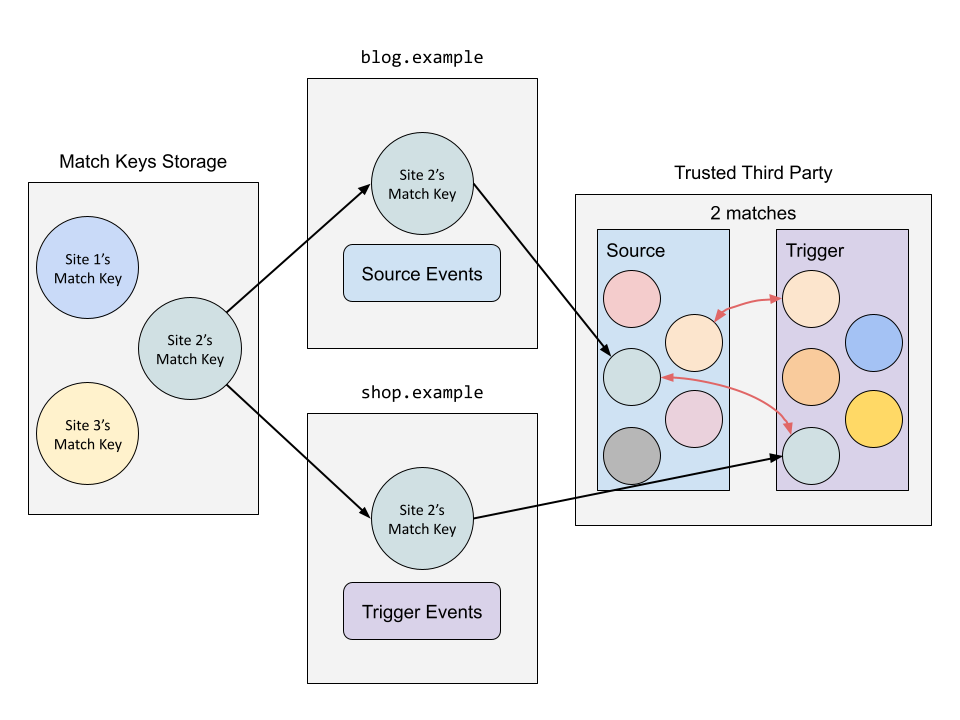 blog.example
Match Keys Storage
Site 1’s
Match Key
Site 2’s
Match Key
Site 3’s
Match Key
Site 2’s
Match Key
Source Events
shop.example
Site 2’s
Match Key
Trigger Events
Trusted Third Party
2 matches
Source
Trigger